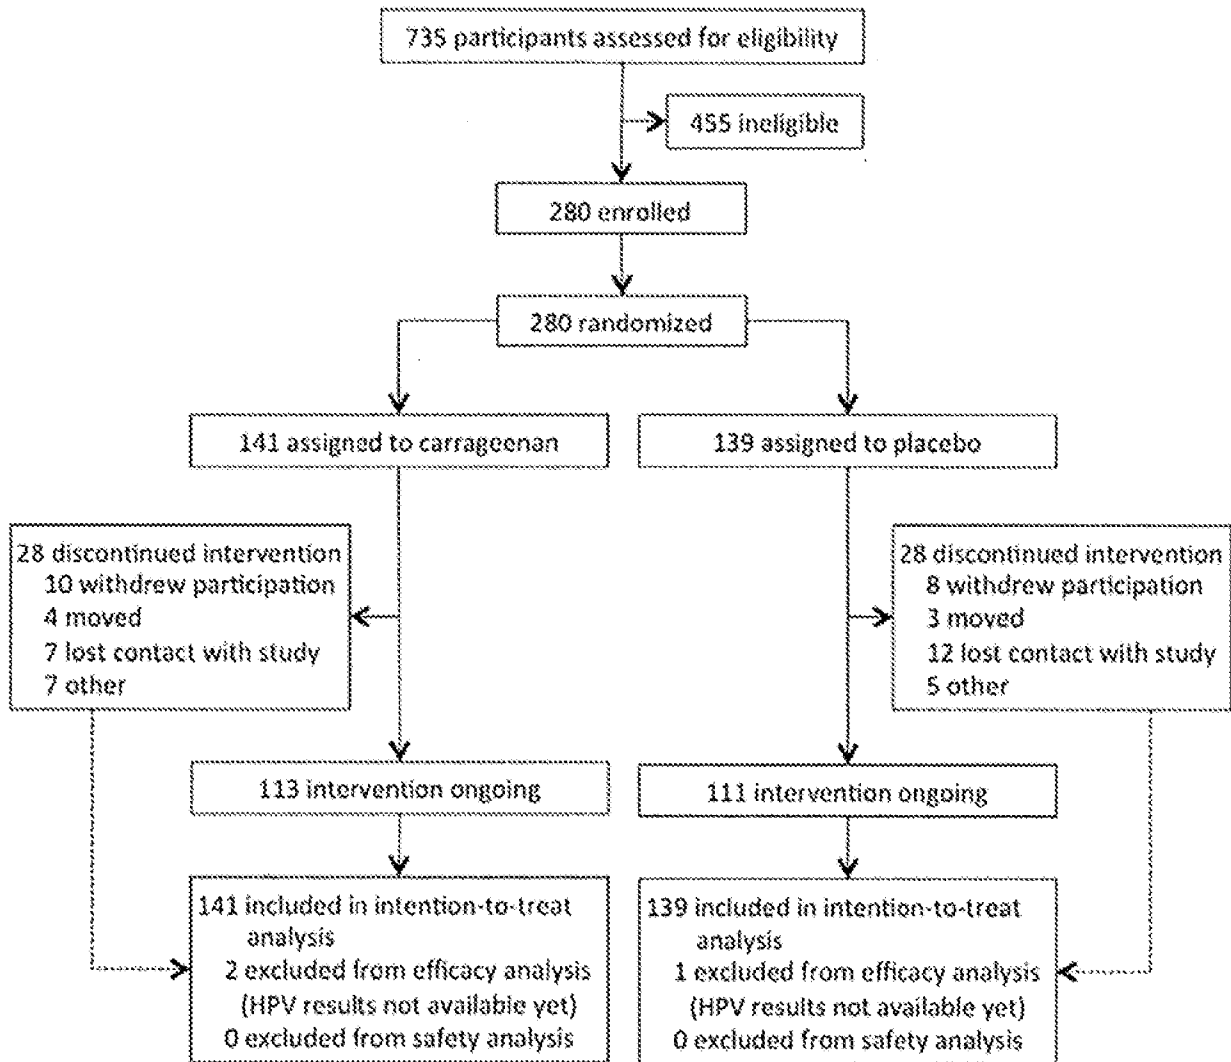 735 participants assessed for eligibility
455 ineligible
280 enrolled
280 randomized
141 assigned to carrageenan
139 assigned to placebo
28 discontinued intervention
10 withdrew participation
4 moved
7 lost contact with study
7 other
28 discontinued intervention
8 withdrew participation
3 moved
12 lost contact with study
5 other
113 intervention ongoing
111 intervention ongoing
141 included in intention-to-treat
analysis
2 excluded from efficacy analysis
(HPV results not available yet)
0 excluded from safety analysis
139 included in intention-to-treat
analysis
1 excluded from efficacy analysis
(HPV results not available yet)
0 excluded from safety analysis